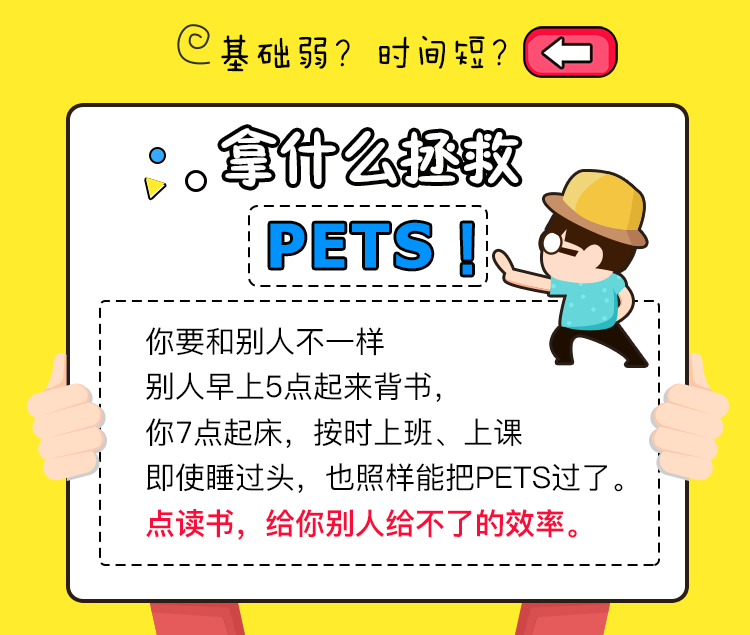 基础弱？ 时间短？
拿什么拯救
PETS！
你要和别人不一样
别人早上5点起来背书，
你7点起床，按时上班、上课
即使睡过头，也照样能把PETS过了。
点读书，给你别人给不了的效率。